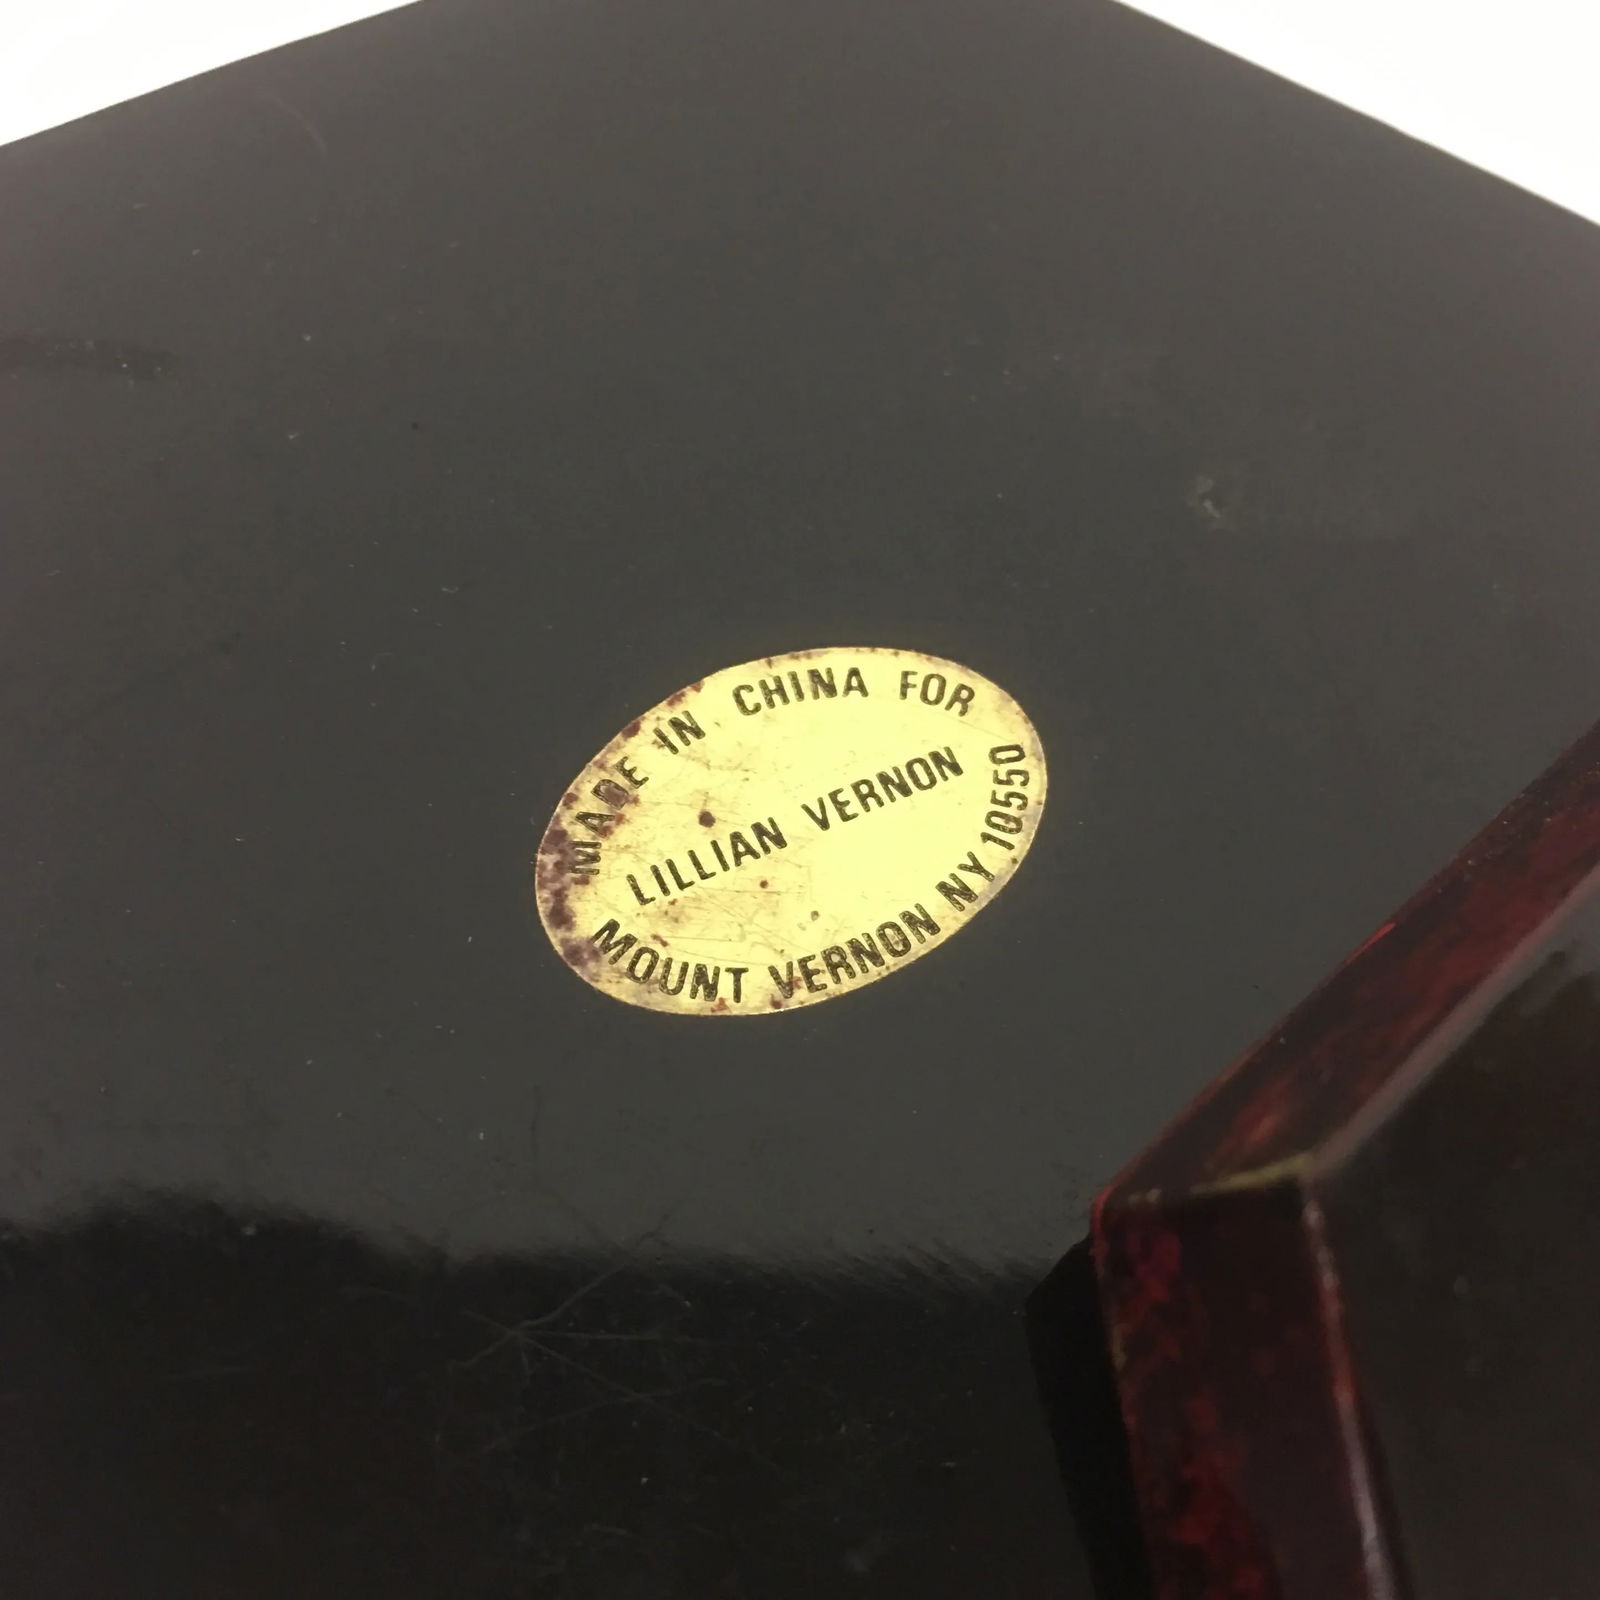 MADE IN CHINA FOR
LILLIAN VERNON
MOUNT VERNON NY 10550